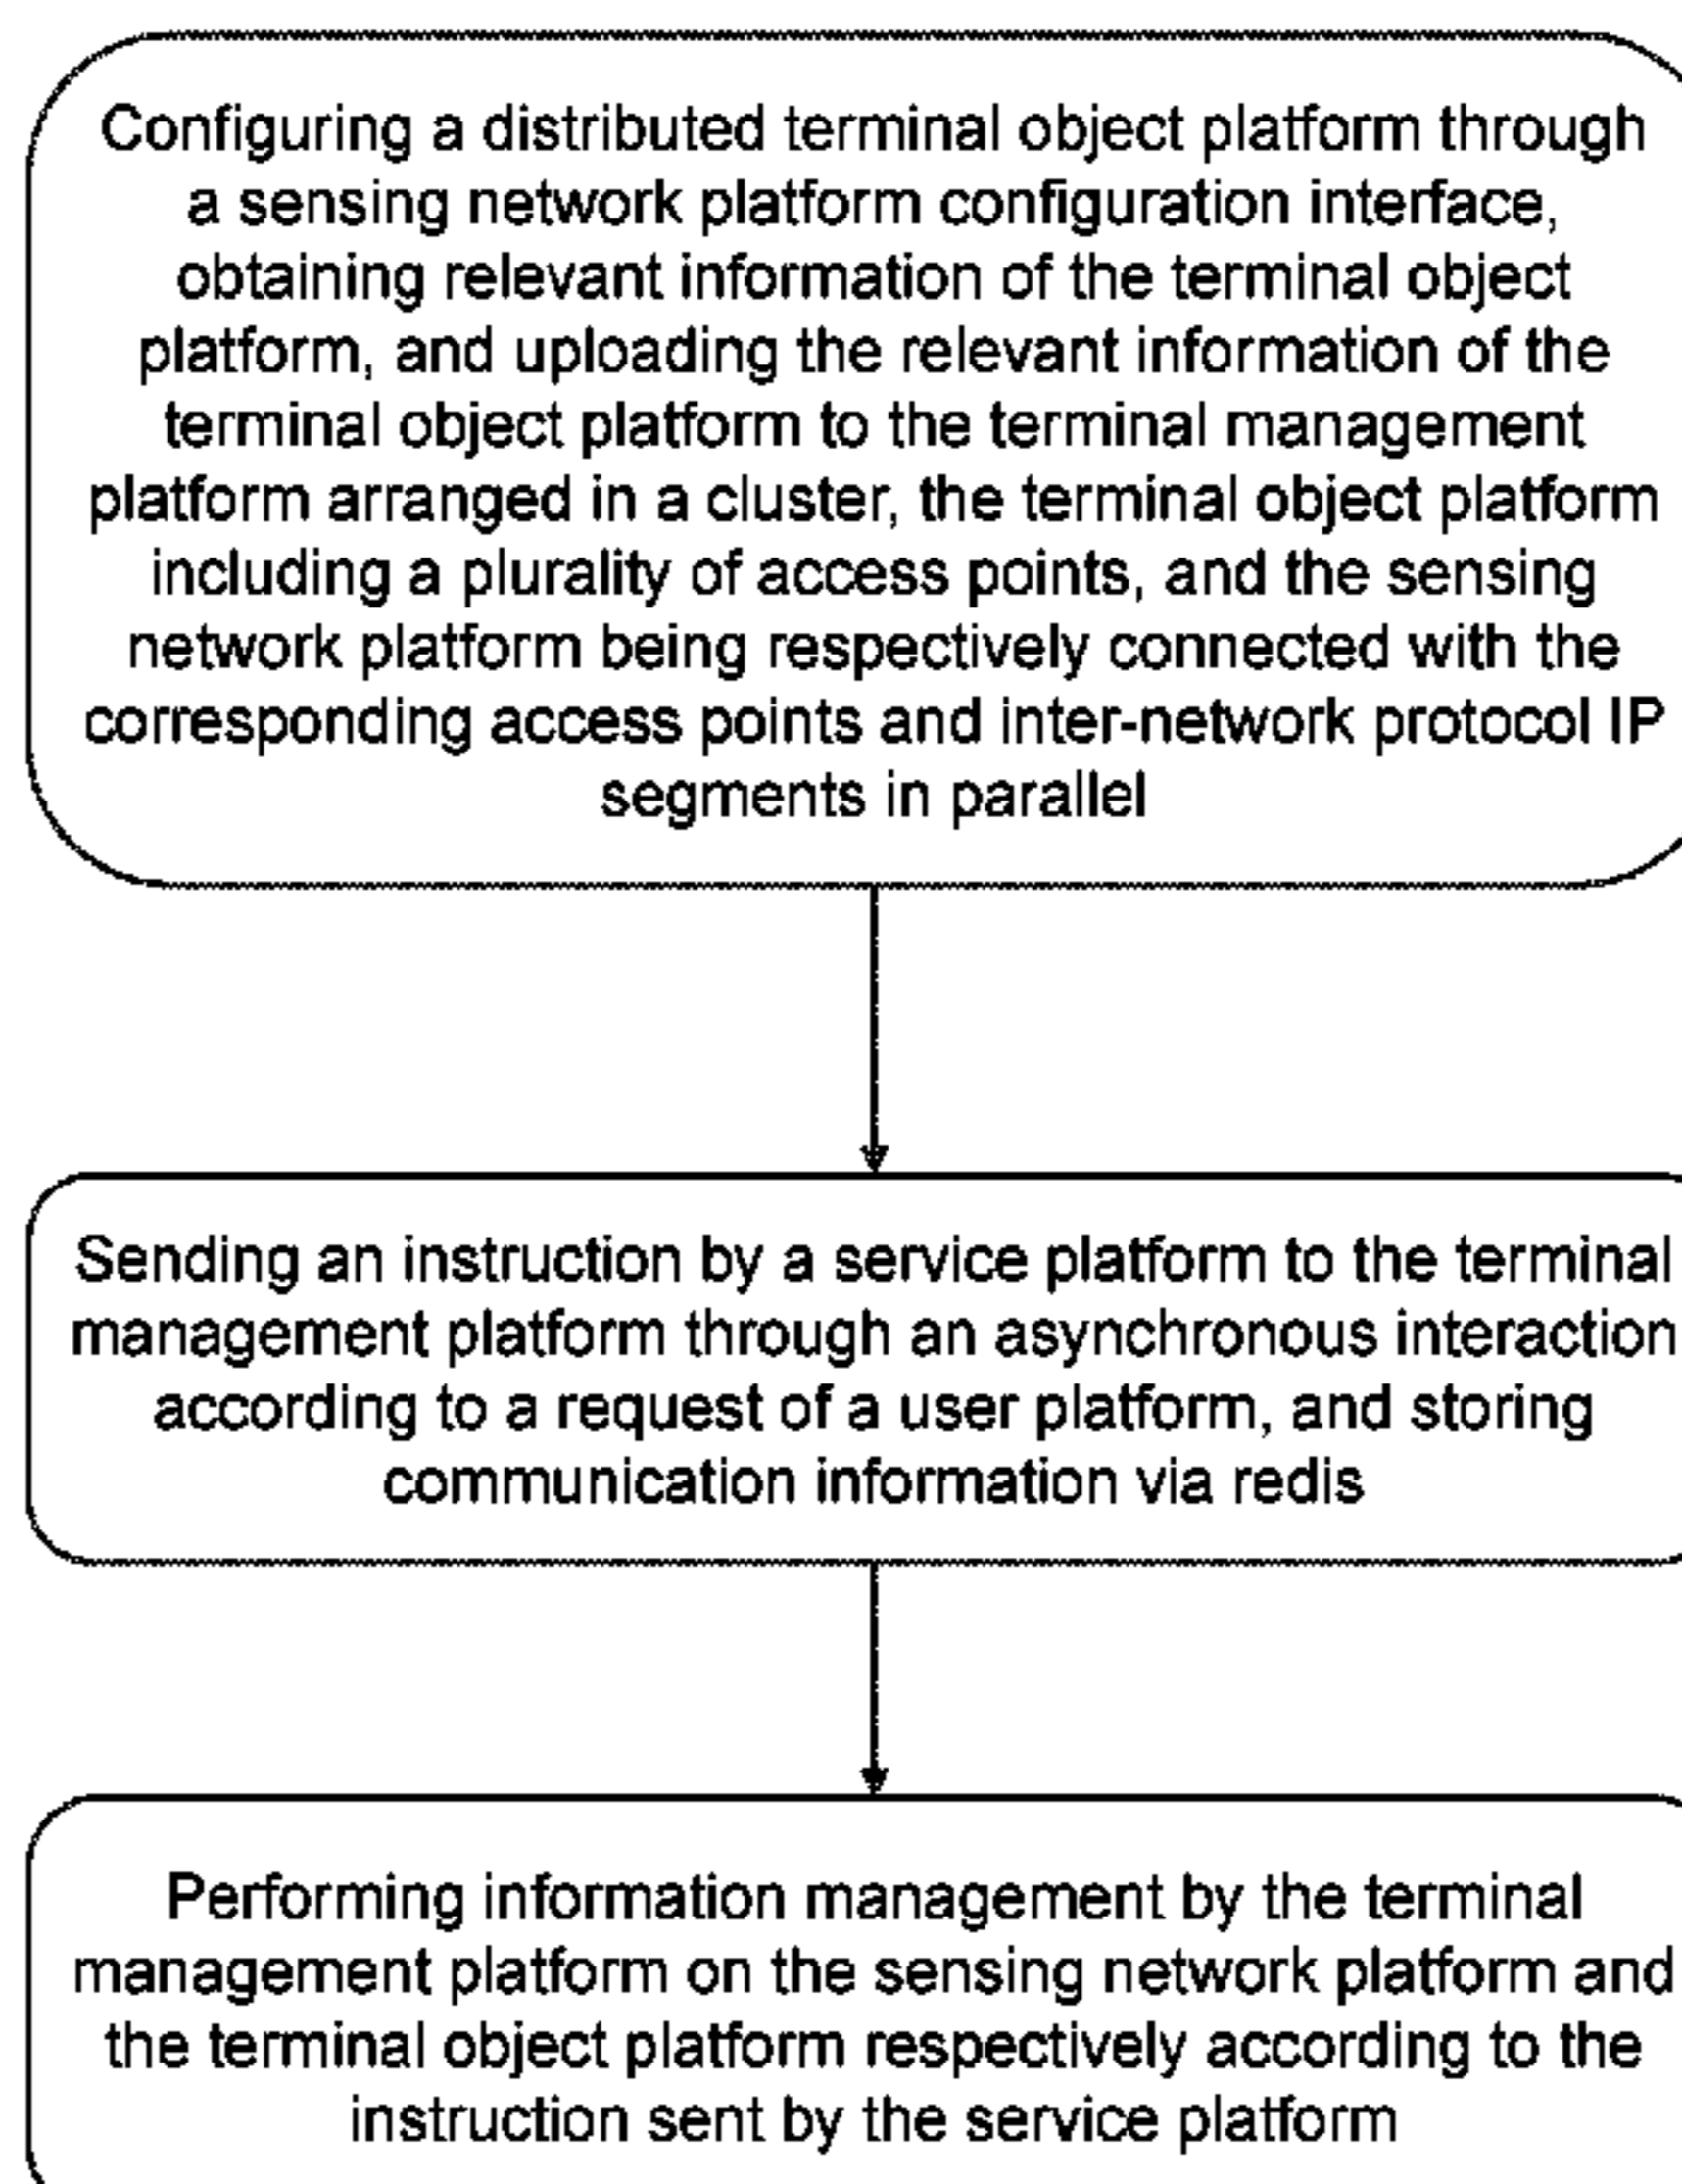 Configuring a distributed terminal object platform through
a sensing network platform configuration interface,
obtaining relevant information of the terminal object
platform, and uploading the relevant information of the
terminal object platform to the terminal management
platform arranged in a cluster, the terminal object platform
including a plurality of access points, and the sensing
network platform being respectively connected with the
corresponding access points and inter-network protocol IP
segments in parallel
Sending an instruction by a service platform to the terminal
management platform through an asynchronous interaction
according to a request of a user platform, and storing
communication information via redis
Performing information management by the terminal
management platform on the sensing network platform and
the terminal object platform respectively according to the
instruction sent by the service platform